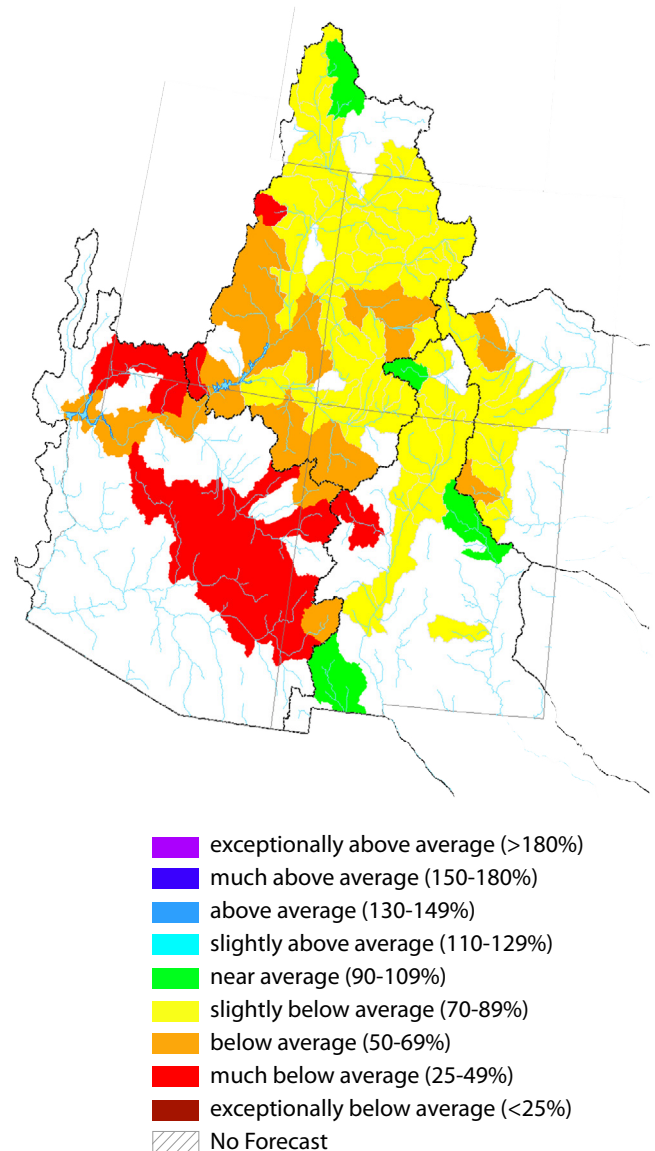 exceptionally above average (>180%)
much above average (150-180%)
above average (130-149%)
slightly above average (110-129%)
near average (90-109%)
slightly below average (70-89%)
below average (50-69%)
much below average (25-49%)
exceptionally below average (<25%)
No Forecast